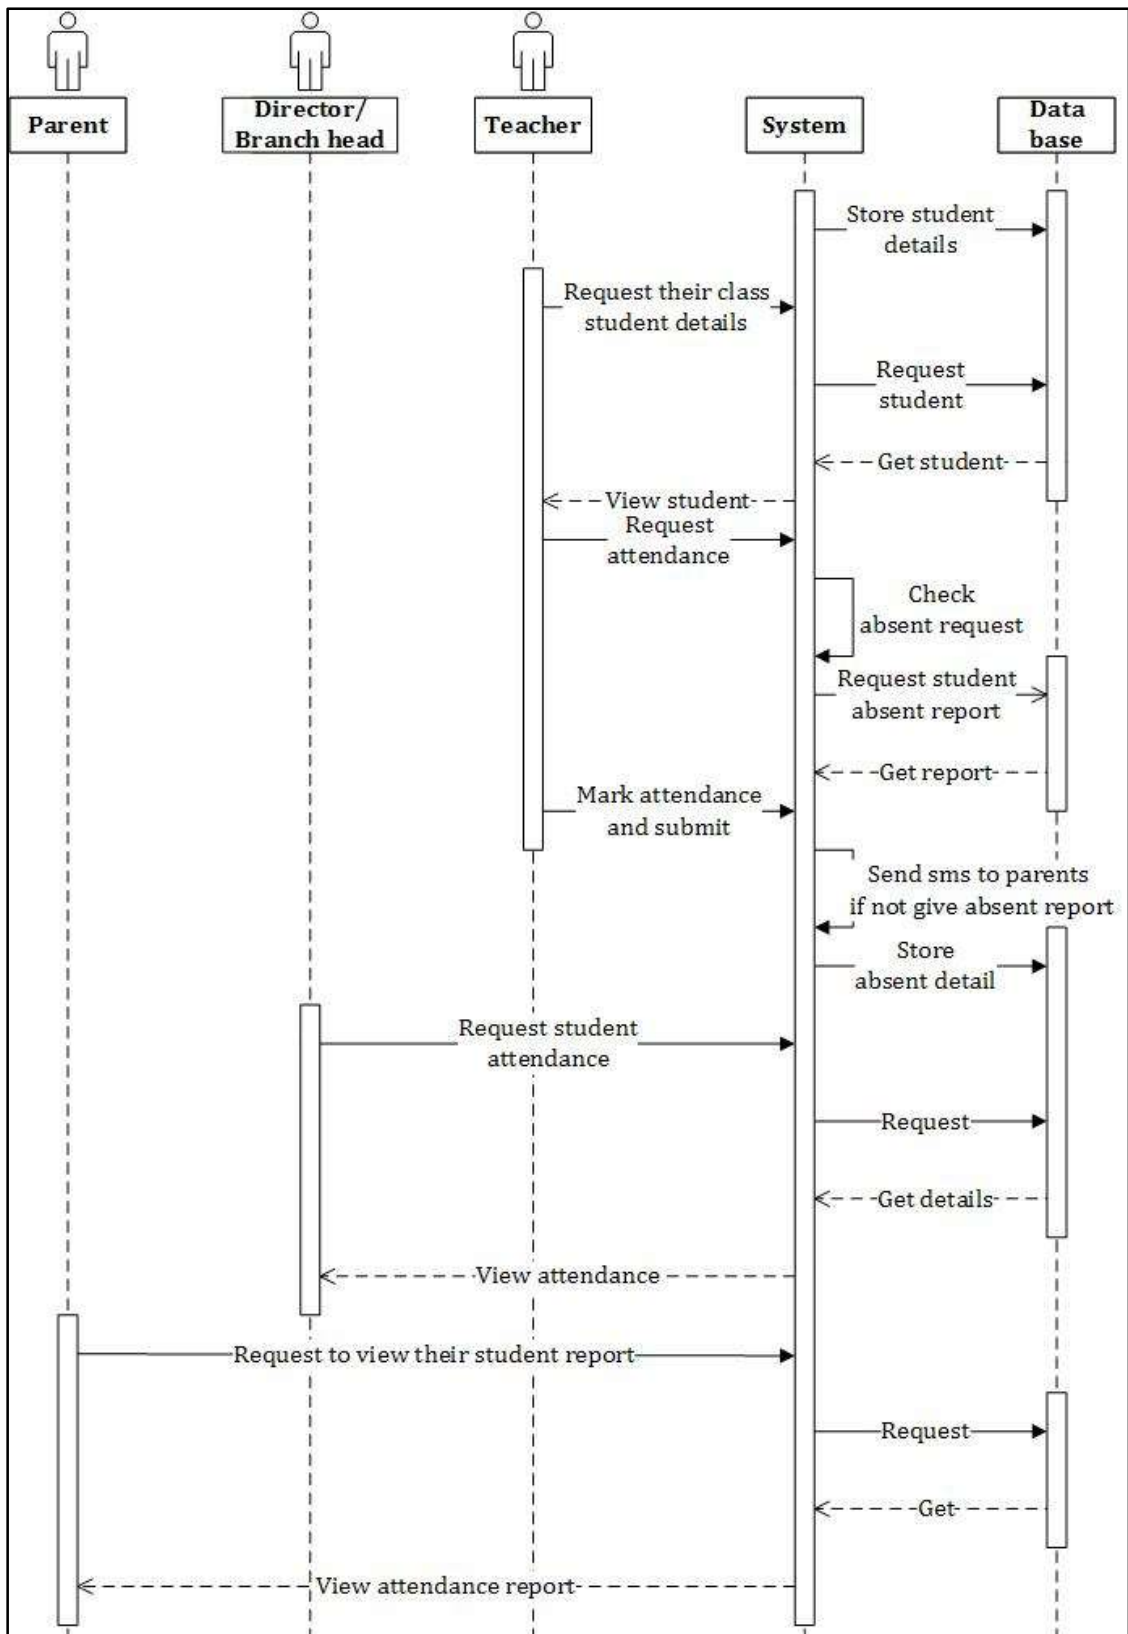 Parent
Director/
Branch head
Teacher
System
Data
base
Store student
details
Request their class
student details
Request
student
Get student
View student
Request
attendance
Check
absent request
Request student
absent report
Get report
Mark attendance
and submit
Send sms to parents
if not give absent report
Store
absent detail
Request student
attendance
Request
Get details
View attendance
Request to view their student report
Request
Get
View attendance report